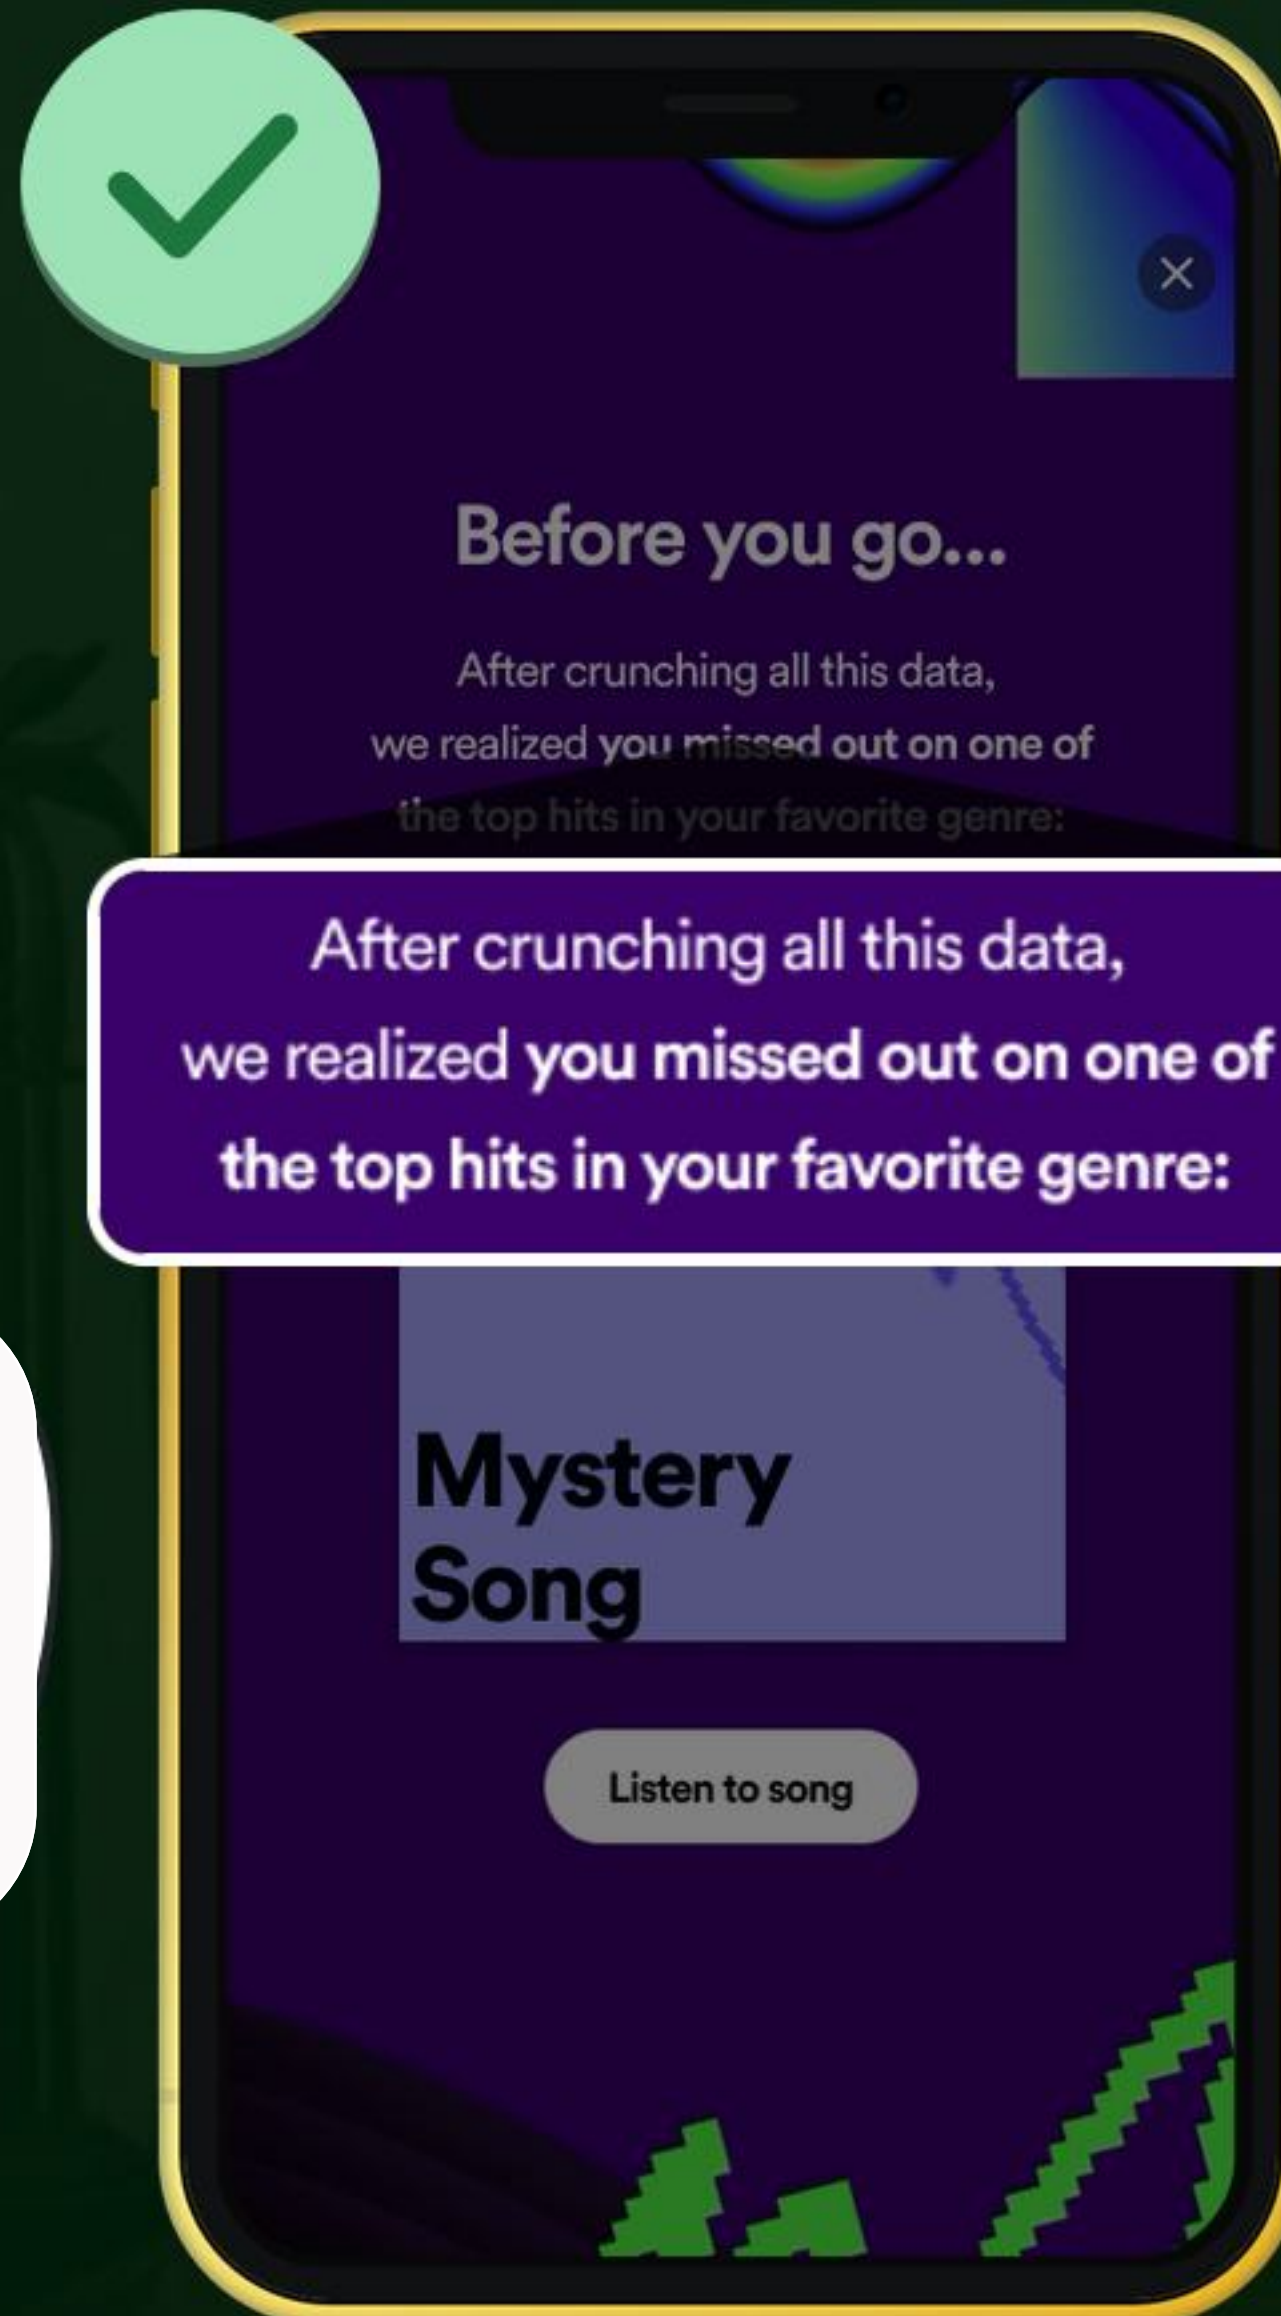 Before you go...
After crunching all this data,
we realized you missed out on one of
the top hits in your favorite genre:
After crunching all this data,
we realized you missed out on one of
the top hits in your favorite genre:
Mystery
Song
Listen to song